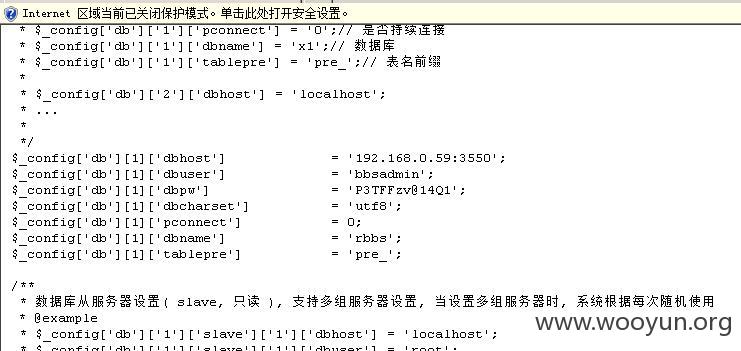 Internet 区域当前已关闭保护模式。单击此处打开安全设置。
* $_config['db']['1']['pconnect'] = '0';// 是否持续连接
* $_config['db']['1']['dbname'] = 'x1';// 数据库
* $_config['db']['1']['tablepre'] = 'pre_';// 表名前缀
*
* $_config['db']['2']['dbhost'] = 'localhost';
* ...
*
*/
$_config['db'][1]['dbhost'] = '192.168.0.59:3550';
$_config['db'][1]['dbuser'] = 'bbsadmin';
$_config['db'][1]['dbpw'] = 'P3TFFzv@14Q1';
$_config['db'][1]['dbcharset'] = 'utf8';
$_config['db'][1]['pconnect'] = 0;
$_config['db'][1]['dbname'] = 'rbbs';
$_config['db'][1]['tablepre'] = 'pre_';
/**
* 数据库从服务器设置( slave, 只读 ), 支持多组服务器设置, 当设置多组服务器时, 系统根据每次随机使用
* @example
* $_config['db']['1']['slave']['1']['dbhost'] = 'localhost';
* $_config['db']['1']['slave']['1']['dbuser'] = 'root';
www.wooyun.org